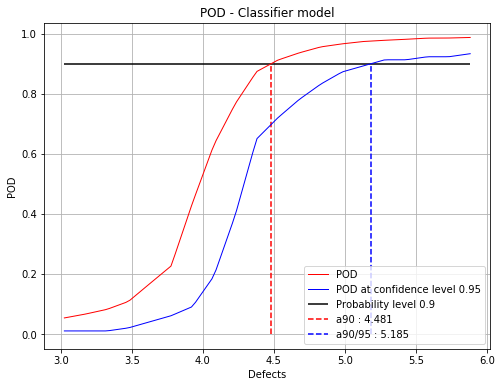 POD - Classifier model
POD
1.0
0.8
0.6
0.4
0.2
0.0
3.0 3.5 4.0 4.5 5.0 5.5 6.0
Defects
POD
POD at confidence level 0.95
Probability level 0.9
a90 : 4.481
a90/95 : 5.185